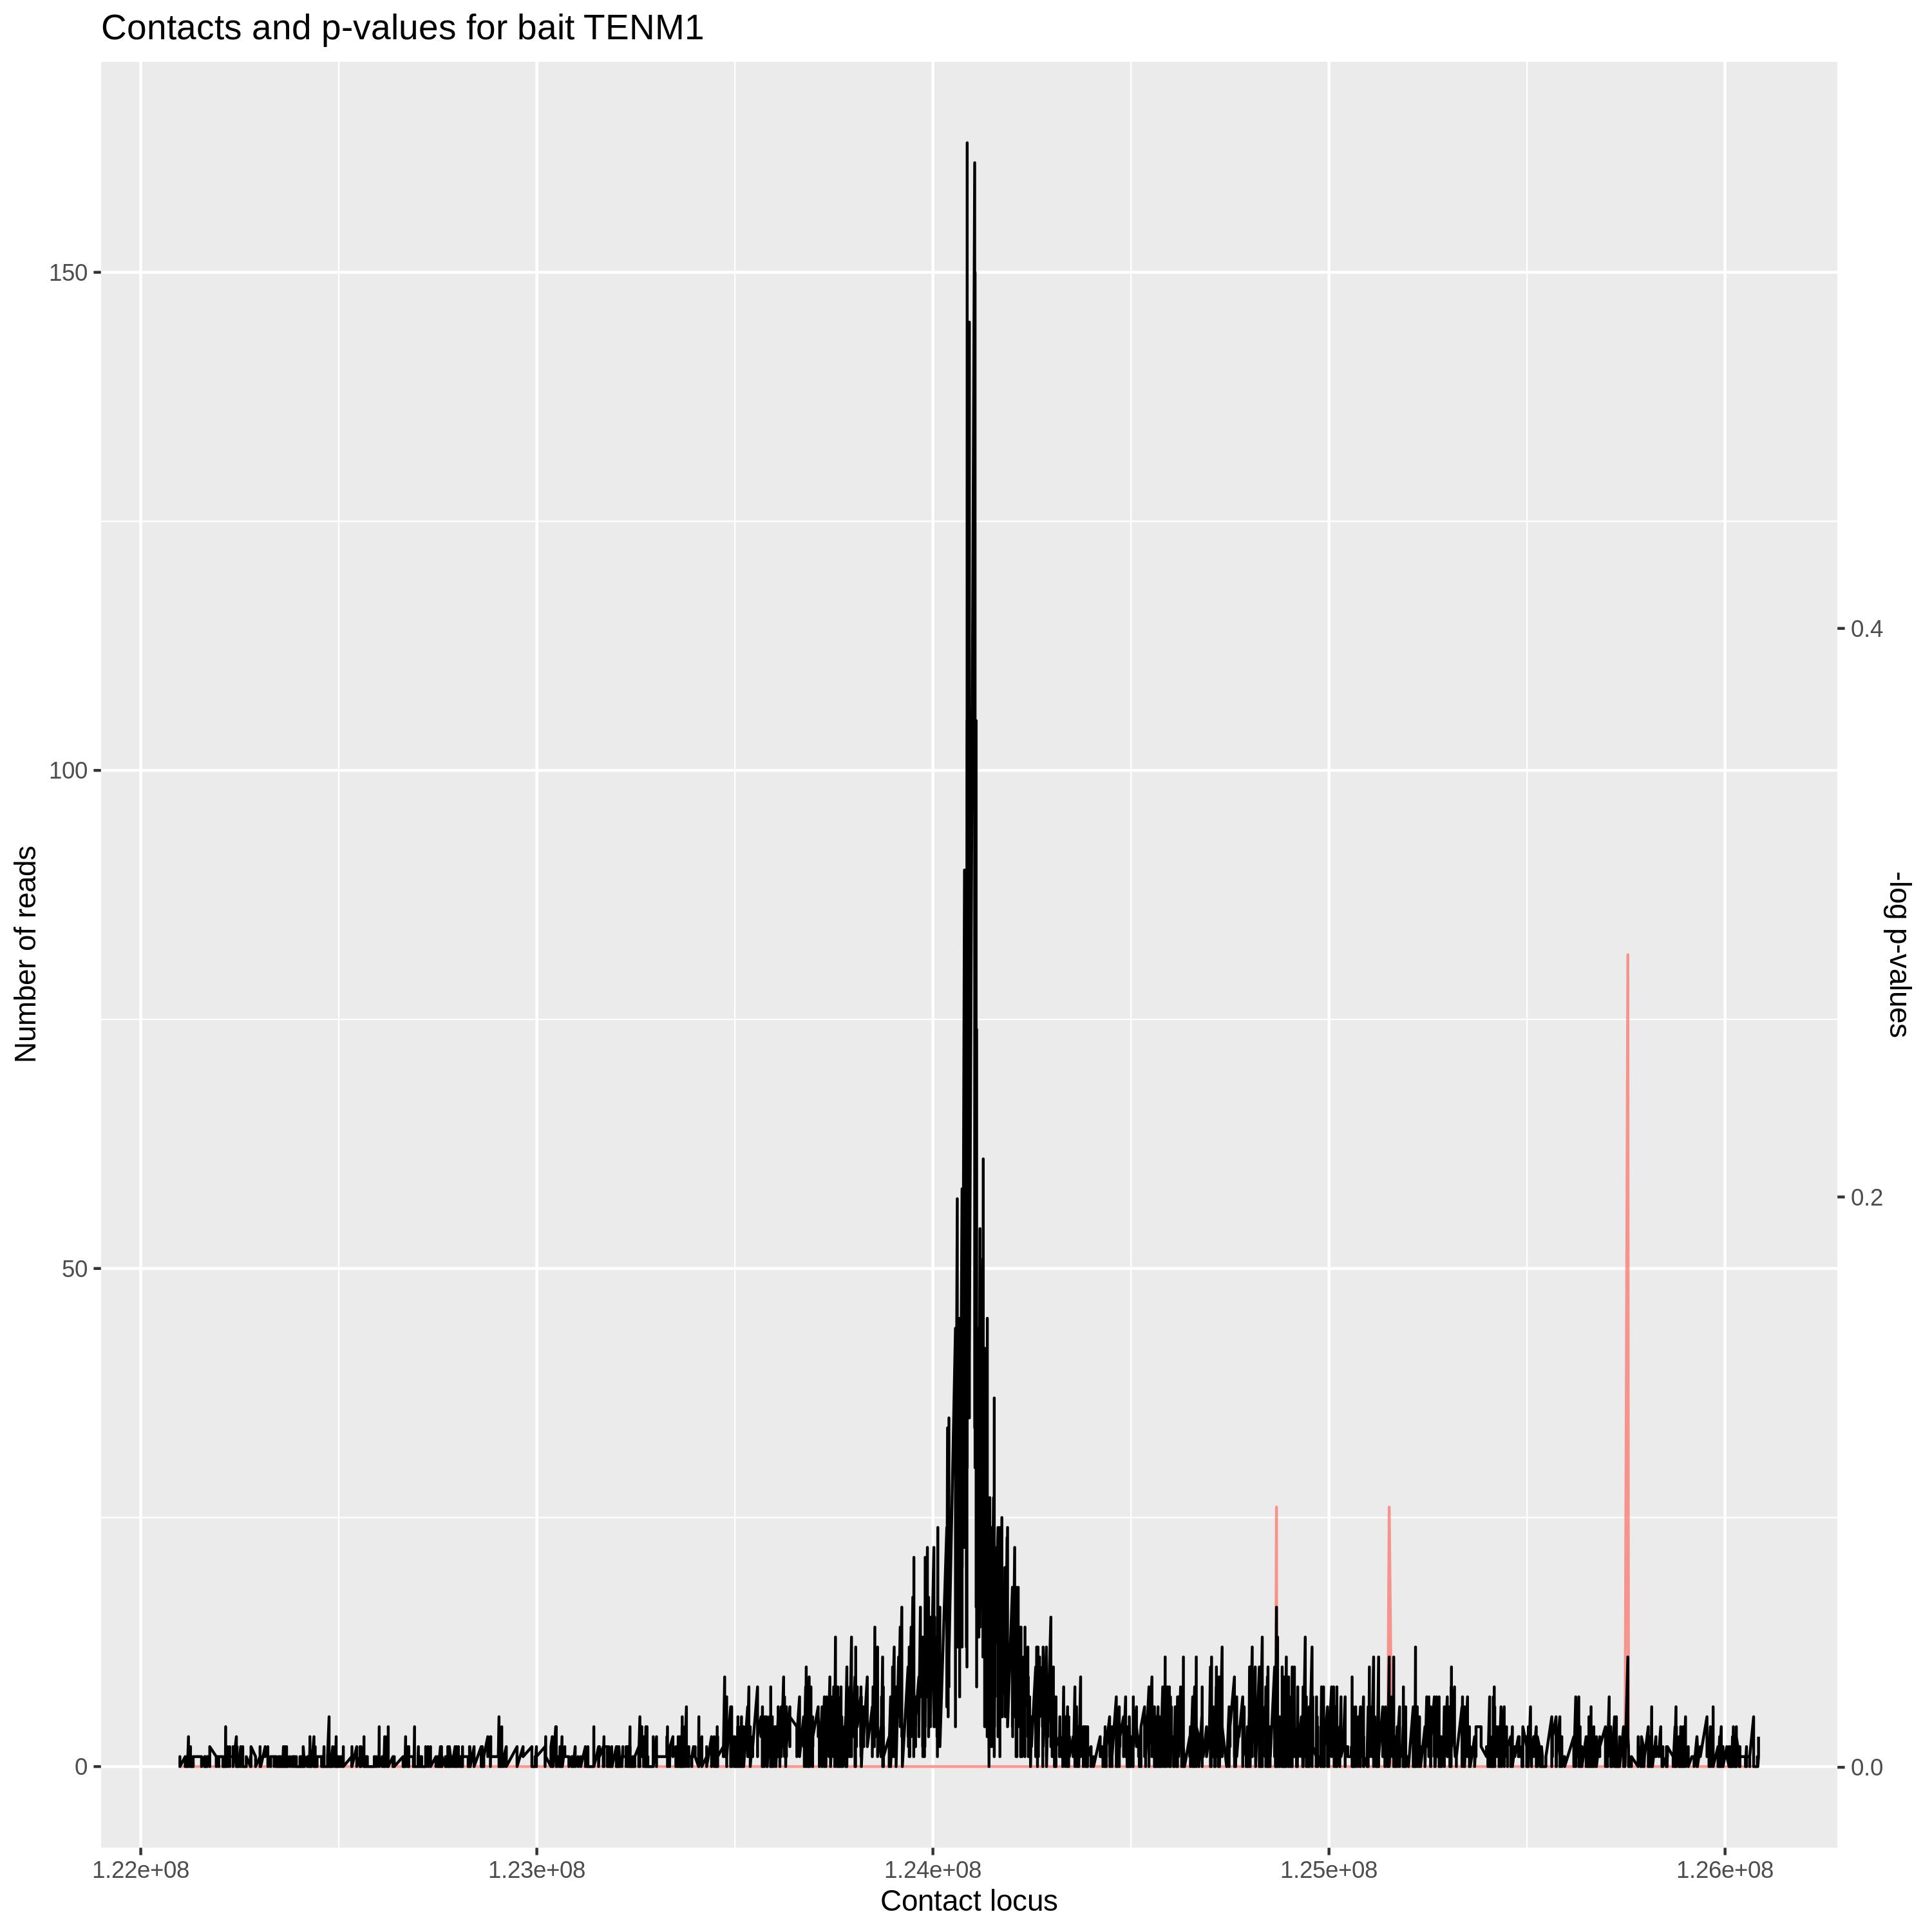 Contacts and p-values for bait TENM1
150
100
50
0
Number of reads
0.4
0.2
0.0
-log p-values
1.22e+08
1.23e+08
1.24e+08
1.25e+08
1.26e+08
Contact locus